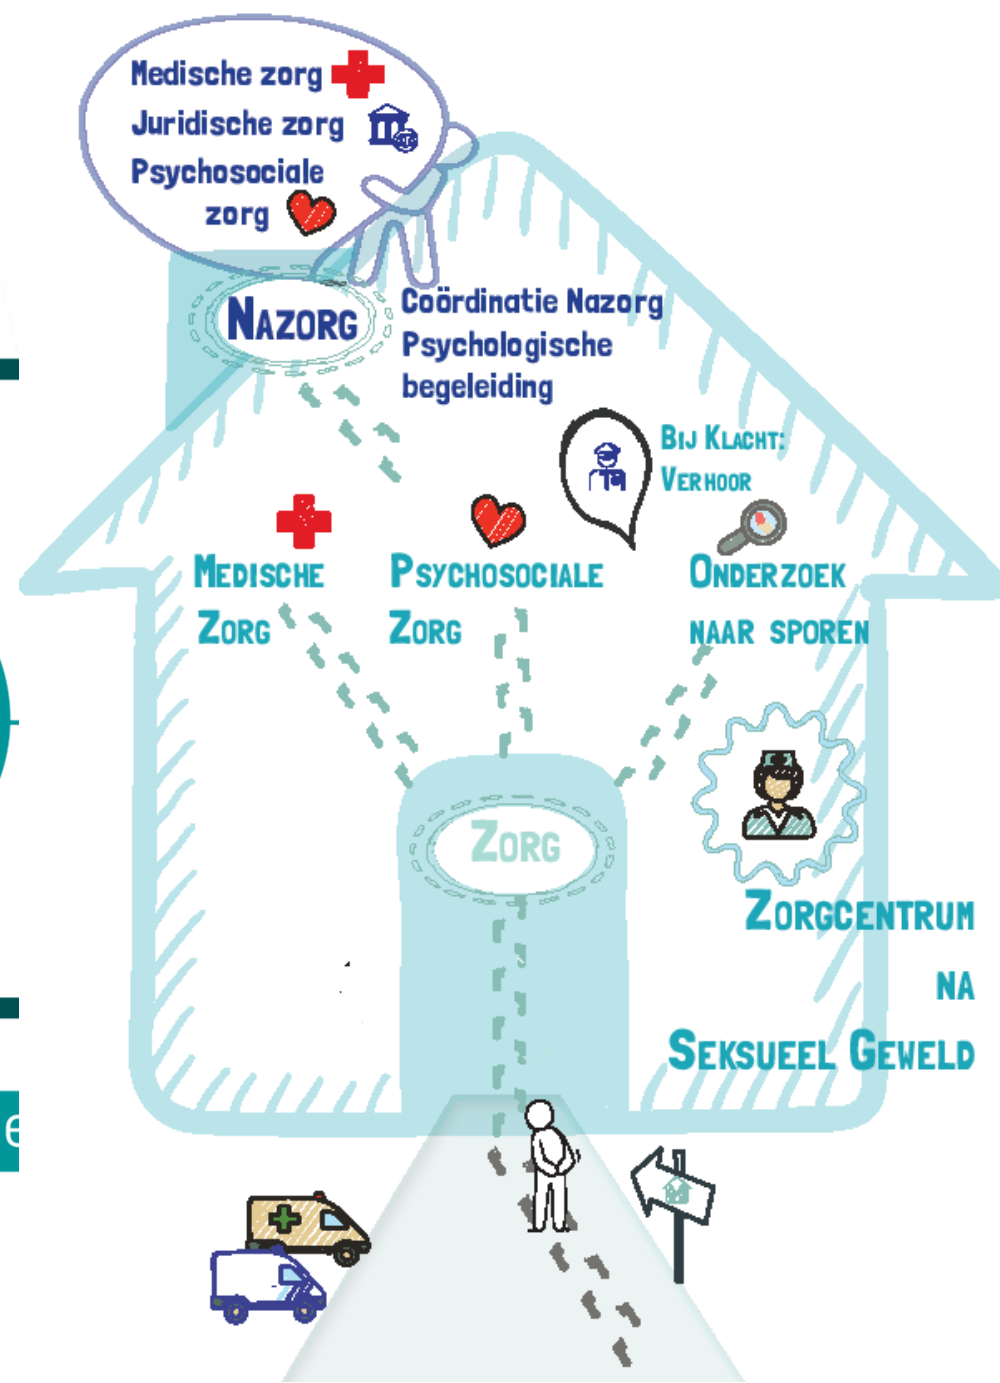 Medische zorg
Juridische zorg
Psychosociale
zorg
Nazorg
Coördinatie Nazorg
Psychologische
begeleiding
Bij Klacht:
Verhoor
Medische
Zorg
Psychosociale
Zorg
Onderzoek
naar sporen
Zorg
Zorgcentrum
na
Seksueel Geweld
e